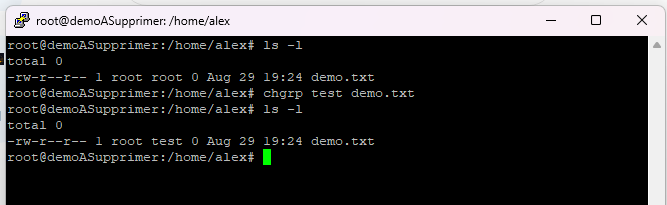 root@demoASupprimer: /home/alex
root@demoASupprimer:/home/alex# ls -l
total 0
-rw-r--r-- 1 root root 0 Aug 29 19:24 demo.txt
root@demoASupprimer:/home/alex# chgrp test demo.txt
root@demoASupprimer:/home/alex# ls -l
total 0
-rw-r--r-- 1 root test 0 Aug 29 19:24 demo.txt
root@demoASupprimer:/home/alex#